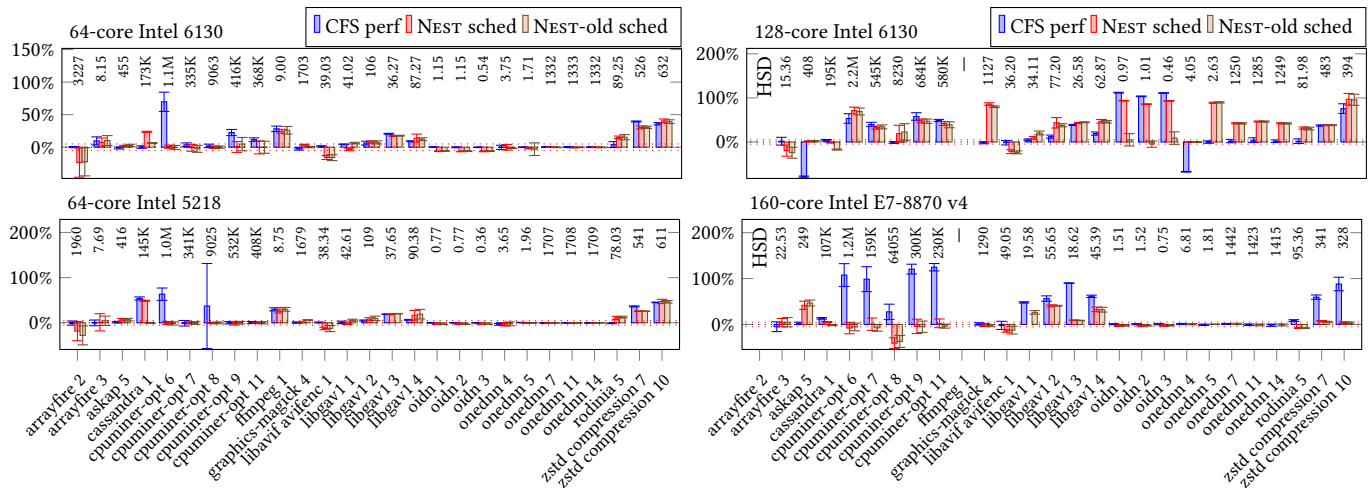 CFS perf NEST sched NEST-old sched
64-core Intel 6130
150%
100%
50%
0%
3227 8.15 455 173K 1.1M 335K 9063 416K 368K 9.00 1703 39.03 41.02 106 36.27 87.27 1.15 1.15 0.54 3.75 1.71 1332 1333 1332 89.25 526 632
CFS perf NEST sched NEST-old sched
128-core Intel 6130
200%
100%
0%
HSD 15.36 408 195K 2.2M 545K 8230 684K 580K — 1127 36.20 34.11 77.20 26.58 62.87 0.97 1.01 0.46 4.05 2.63 1250 1285 1249 81.98 483 394
64-core Intel 5218
200%
100%
0%
1960 7.69 416 145K 1.0M 341K 9025 532K 408K 8.75 1679 38.34 42.61 109 37.65 90.38 0.77 0.77 0.36 3.65 1.96 1707 1708 1709 78.03 541 611
arrayfire 2
arrayfire 3
askap 5
cassandra 1
cpuminer-opt 6
cpuminer-opt 7
cpuminer-opt 8
cpuminer-opt 9
cpuminer-opt 11
ffmpeg 1
graphics-magick 4
libavif avifenc 1
libgav1 1
libgav1 2
libgav1 3
libgav1 4
oidn 1
oidn 2
oidn 3
onednn 4
onednn 5
onednn 7
onednn 11
onednn 14
rodinia 5
zstd compression 7
zstd compression 10
160-core Intel E7-8870 v4
200%
100%
0%
HSD 22.53 249 107K 1.2M 159K 64055 300K 230K — 1290 49.05 19.58 55.65 18.62 45.39 1.51 1.52 0.75 6.81 1.81 1442 1423 1415 95.36 341 328
arrayfire 2
arrayfire 3
askap 5
cassandra 1
cpuminer-opt 6
cpuminer-opt 7
cpuminer-opt 8
cpuminer-opt 9
cpuminer-opt 11
ffmpeg 1
graphics-magick 4
libavif avifenc 1
libgav1 1
libgav1 2
libgav1 3
libgav1 4
oidn 1
oidn 2
oidn 3
onednn 4
onednn 5
onednn 7
onednn 11
onednn 14
rodinia 5
zstd compression 7
zstd compression 10